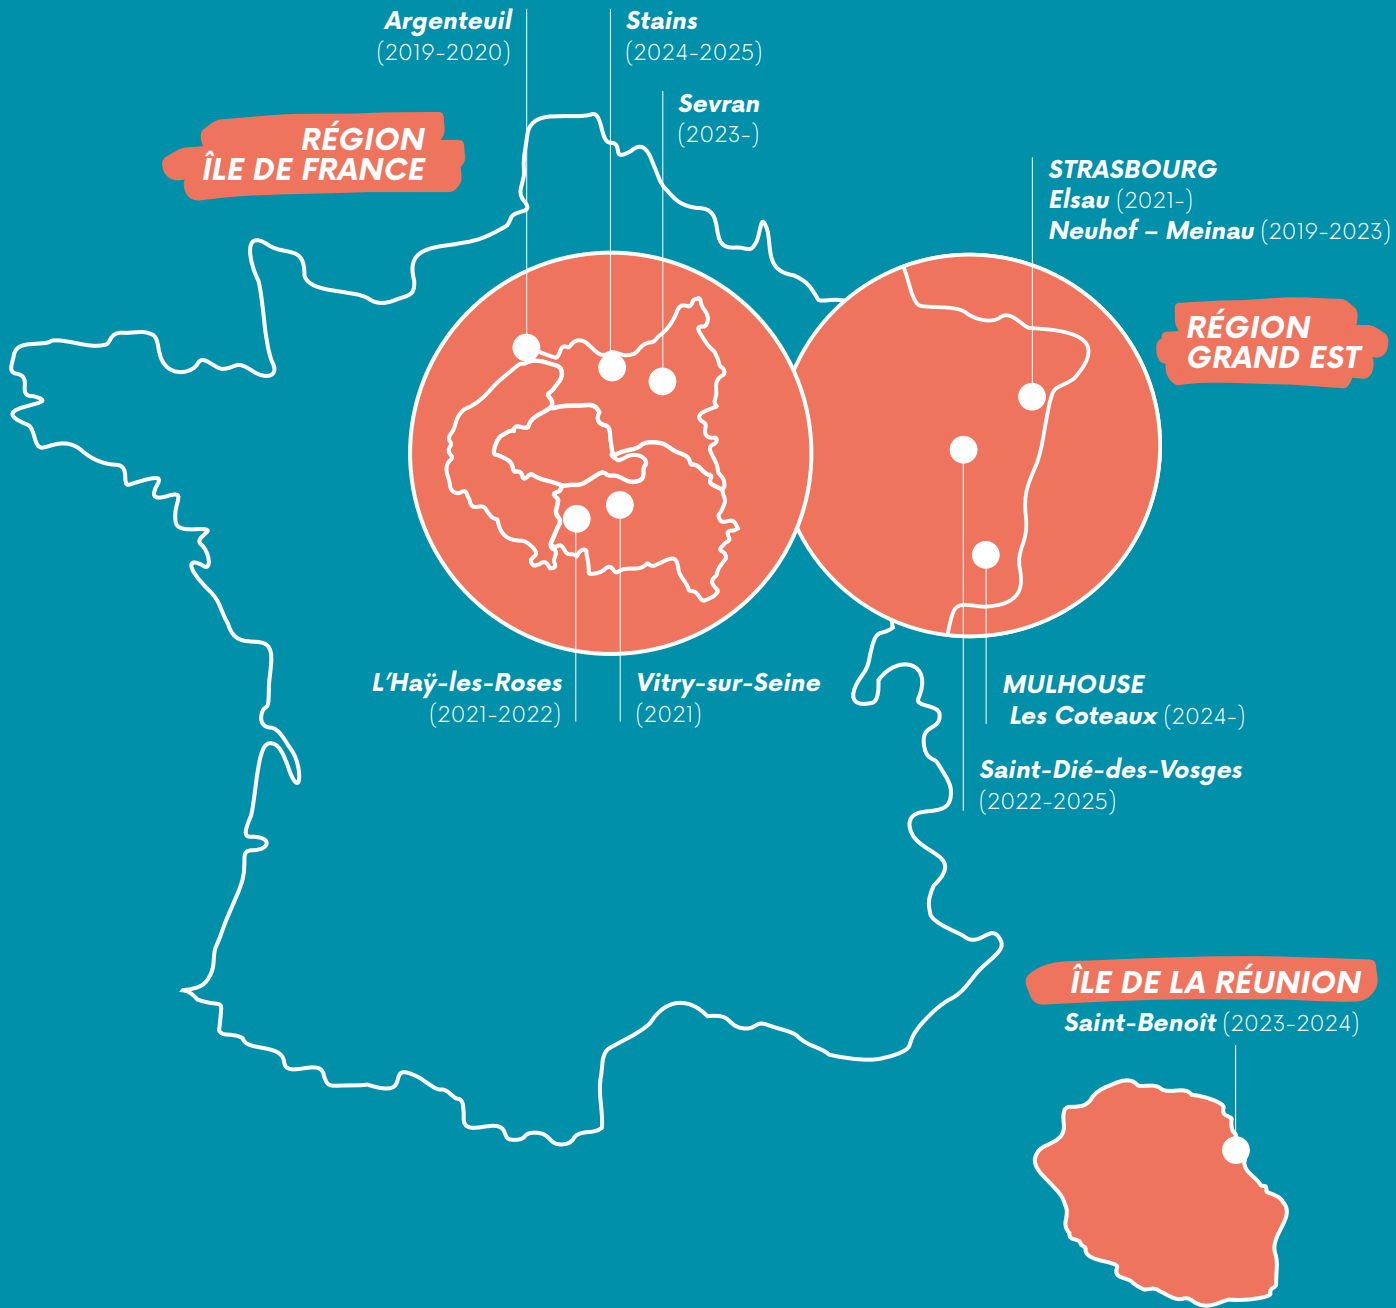 Argenteuil
(2019-2020)
Stains
(2024-2025)
Sevran
(2023-)
RÉGION
ÎLE DE FRANCE
STRASBOURG
Elsau (2021-)
Neuhof – Meinau (2019-2023)
RÉGION
GRAND EST
L'Haÿ-les-Roses
(2021-2022)
Vitry-sur-Seine
(2021)
MULHOUSE
Les Coteaux (2024-)
Saint-Dié-des-Vosges
(2022-2025)
ÎLE DE LA RÉUNION
Saint-Benoît (2023-2024)